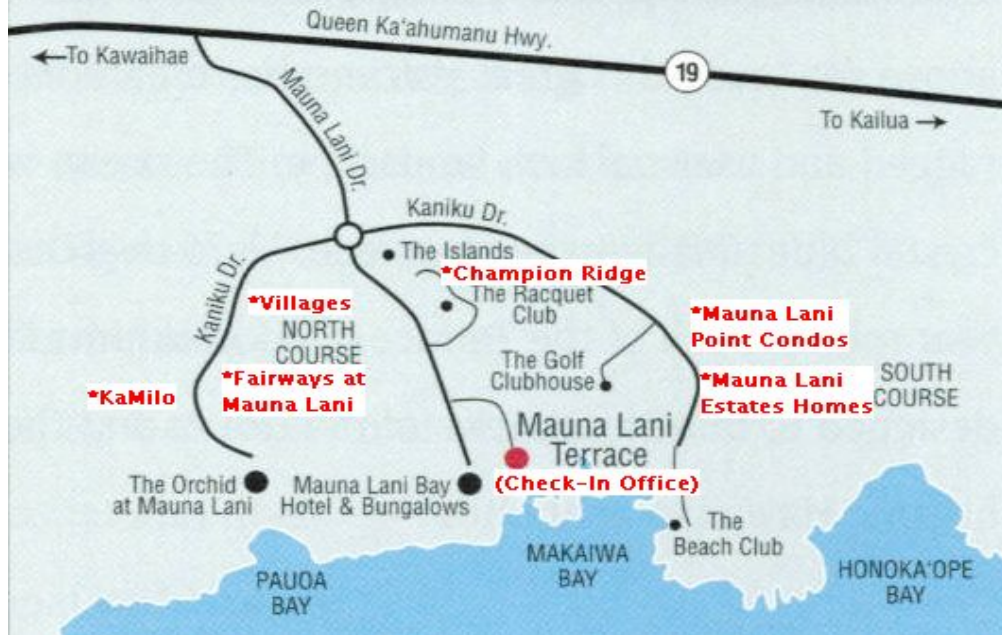 Queen Ka'ahumanu Hwy.
←To Kawaihae
19
To Kailua →
Mauna Lani Dr.
Kaniku Dr.
Kaniku Dr.
The Islands
*Champion Ridge
The Racquet
Club
*Villages
NORTH
COURSE
*Fairways at
Mauna Lani
*KaMilo
*Mauna Lani
Point Condos
The Golf
Clubhouse
*Mauna Lani
Estates Homes
SOUTH
COURSE
Mauna Lani
Terrace
(Check-In Office)
The Orchid
at Mauna Lani
Mauna Lani Bay
Hotel & Bungalows
The
Beach Club
PAUOA
BAY
MAKAIWA
BAY
HONOKA'OPE
BAY